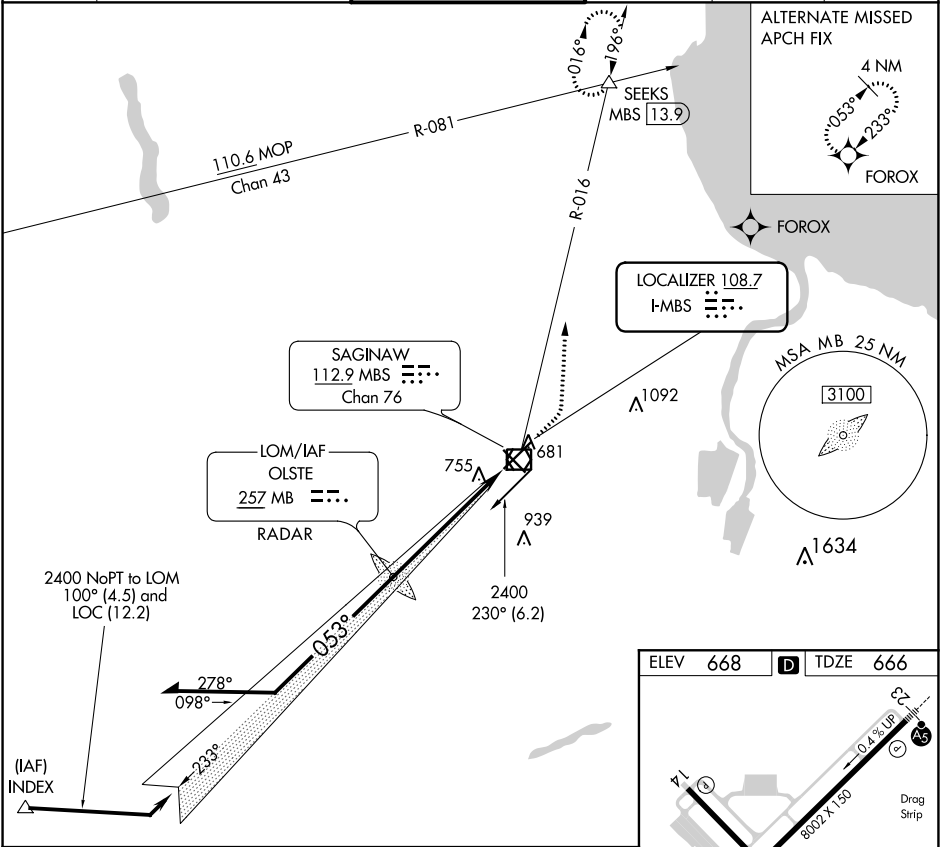 ALTERNATE MISSED
APCH FIX
4 NM
053°
233°
FOROX
016°
196°
SEEKS
MBS 13.9
R-081
110.6 MOP
Chan 43
R-016
FOROX
LOCALIZER 108.7
I-MBS
SAGINAW
112.9 MBS
Chan 76
MSA MB 25 NM
3100
1092
681
755
LOM/IAF
OLSTE
257 MB
RADAR
939
1634
2400 NoPT to LOM
100° (4.5) and
LOC (12.2)
2400
230° (6.2)
053°
278°
098°
233°
(IAF)
INDEX
ELEV 668
D
TDZE 666
23
0.4% UP
P
A5
14
P
8002 X 150
Drag
Strip